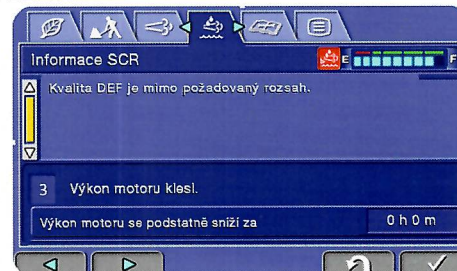 Informace SCR
E F
Kvalita DEF je mimo požadovaný rozsah.
3 Výkon motoru klesl.
Výkon motoru se podstatně sníží za 0 h 0 m